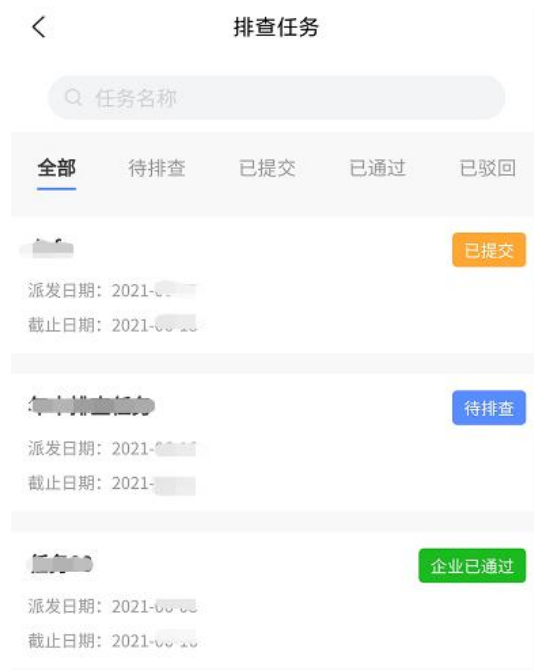 排查任务
任务名称
全部 待排查 已提交 已通过 已驳回
已提交
派发日期：2021-
截止日期：2021-
待排查
派发日期：2021-
截止日期：2021-
企业已通过
派发日期：2021-
截止日期：2021-